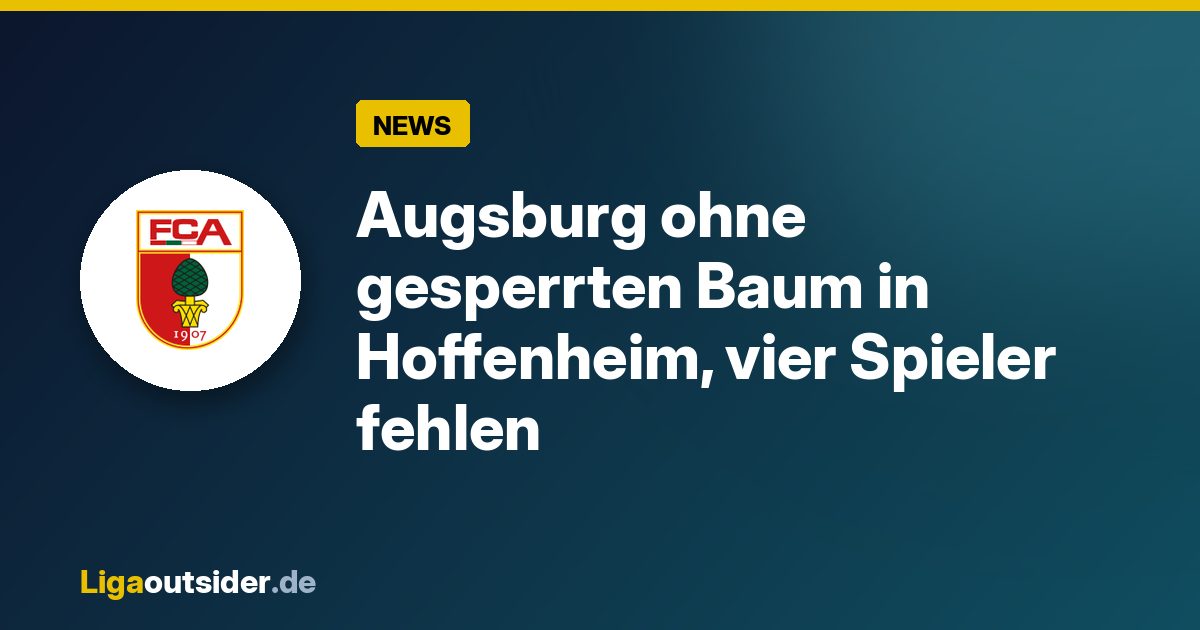 NEWS
Augsburg ohne
gesperrten Baum in
Hoffenheim, vier Spieler
fehlen
FCA
1907
Ligaoutsider.de